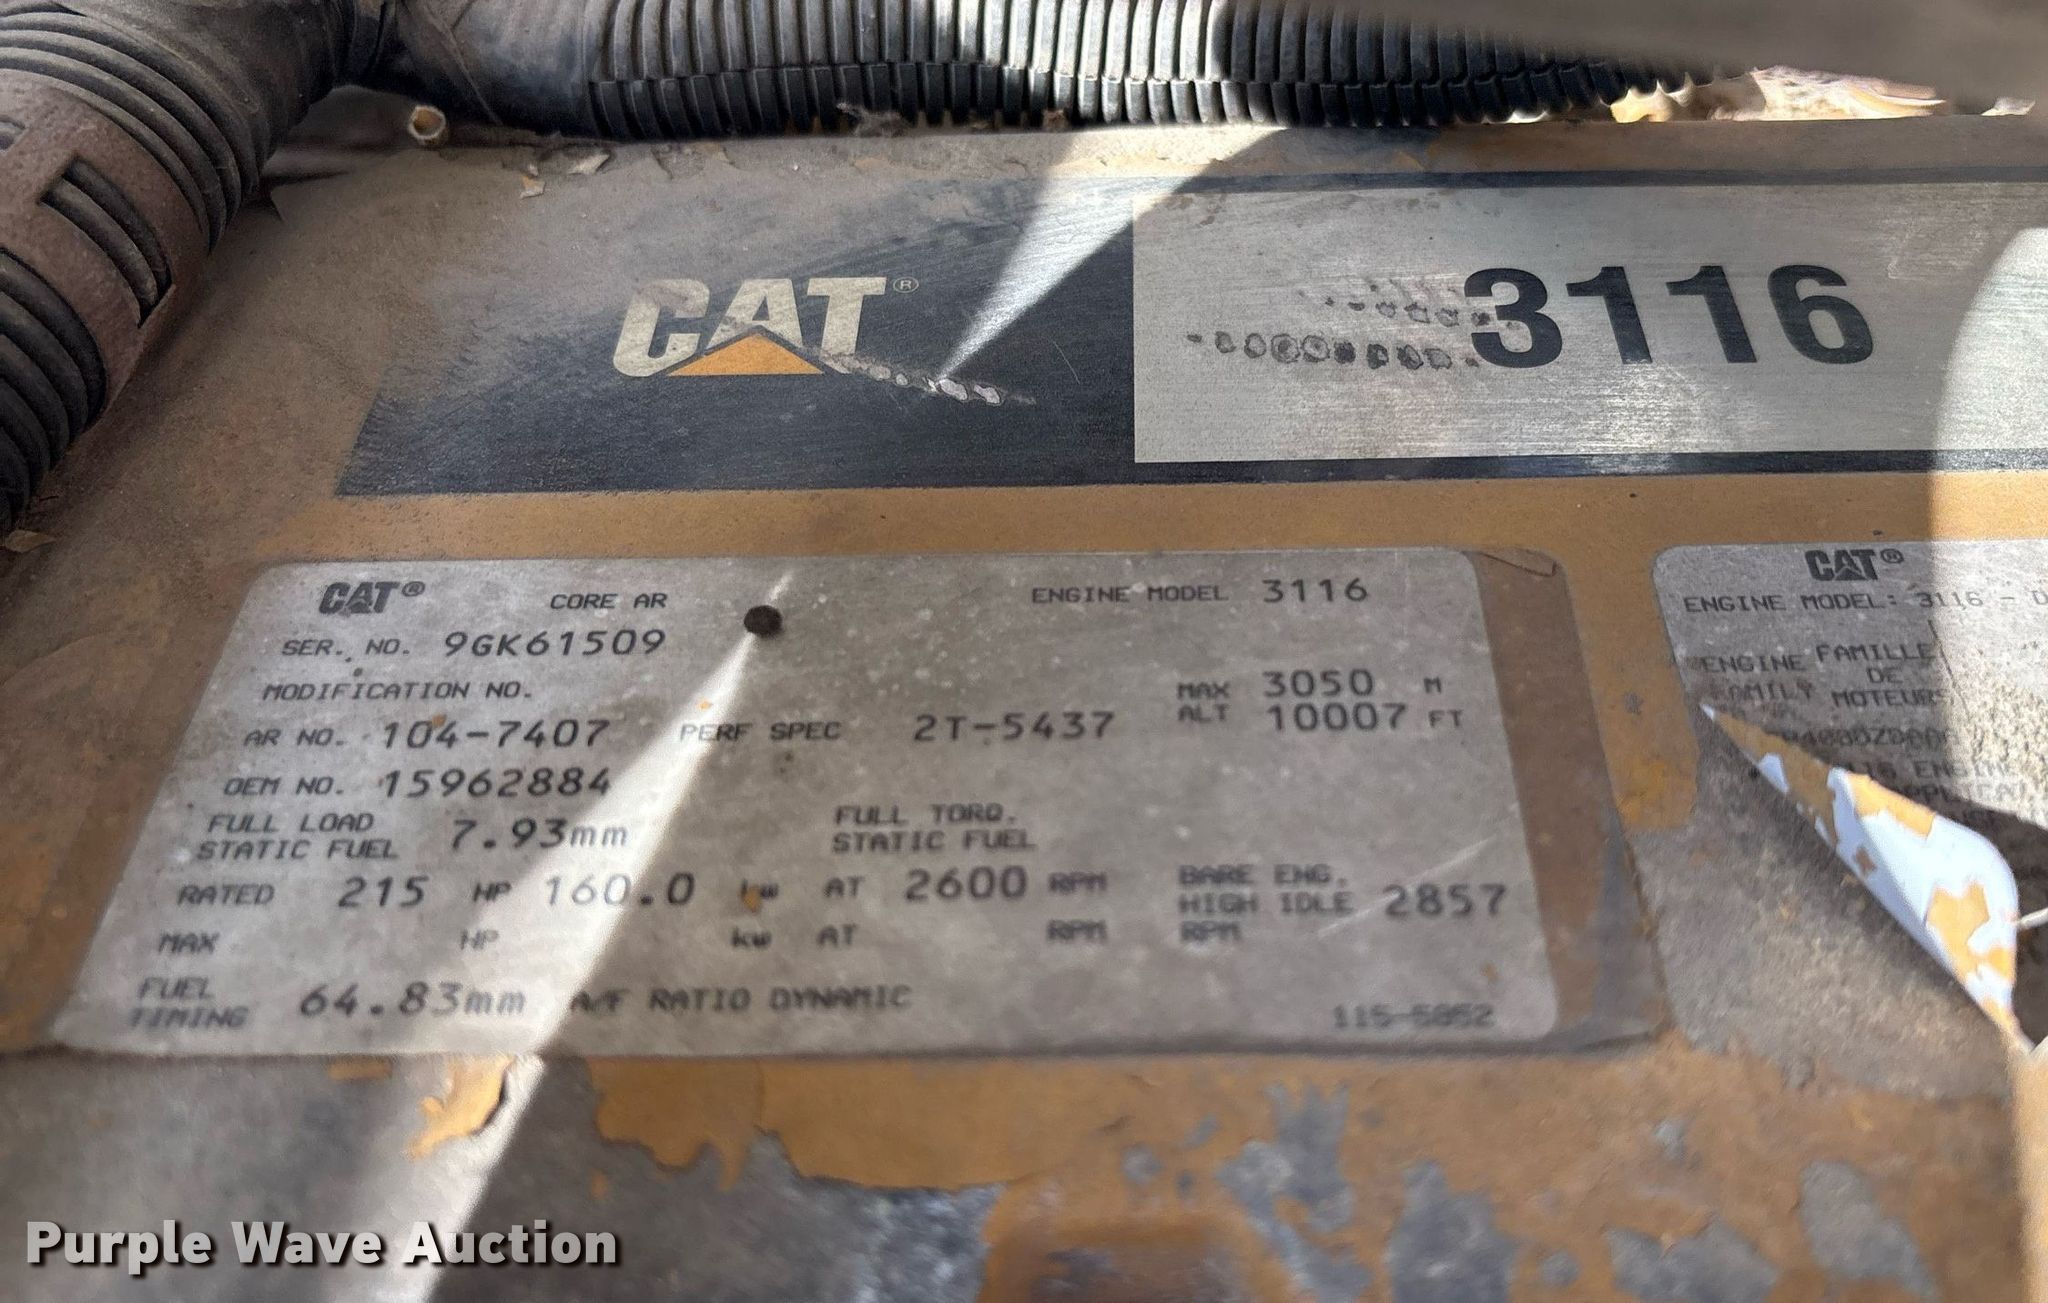 CAT® 3116
CAT® CORE AR ENGINE MODEL 3116
SER. NO. 9GK61509
MODIFICATION NO.
AR NO. 104-7407 PERF SPEC 2T-5437 MAX ALT 3050 M 10007 FT
OEM NO. 15962884
FULL LOAD STATIC FUEL 7.93mm FULL TORQ. STATIC FUEL
RATED 215 HP 160.0 kW AT 2600 RPM BARE ENG. HIGH IDLE RPM 2857
MAX HP kW AT RPM
FUEL TIMING 64.83mm A/F RATIO DYNAMIC
115-5852
CAT®
ENGINE MODEL: 3116 - D
ENGINE FAMILLE
DE
MOTEURS
Purple Wave Auction